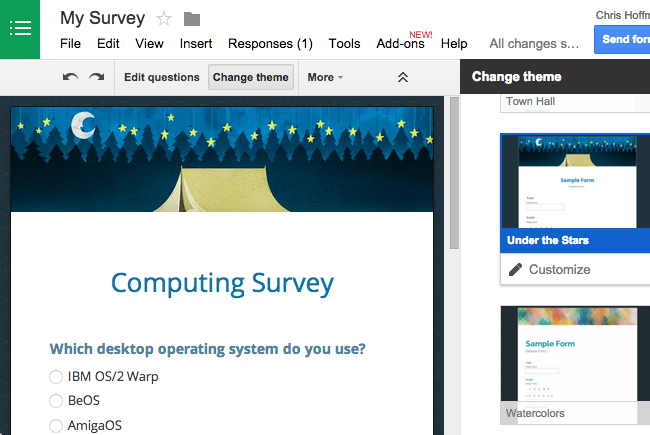 My Survey
Chris Hoffm
File Edit View Insert Responses (1) Tools Add-ons NEW! Help All changes s...
Send form
Edit questions Change theme More
Change theme
Town Hall
Sample Form
Under the Stars
Customize
Computing Survey
Which desktop operating system do you use?
IBM OS/2 Warp
BeOS
AmigaOS
Sample Form
Watercolors